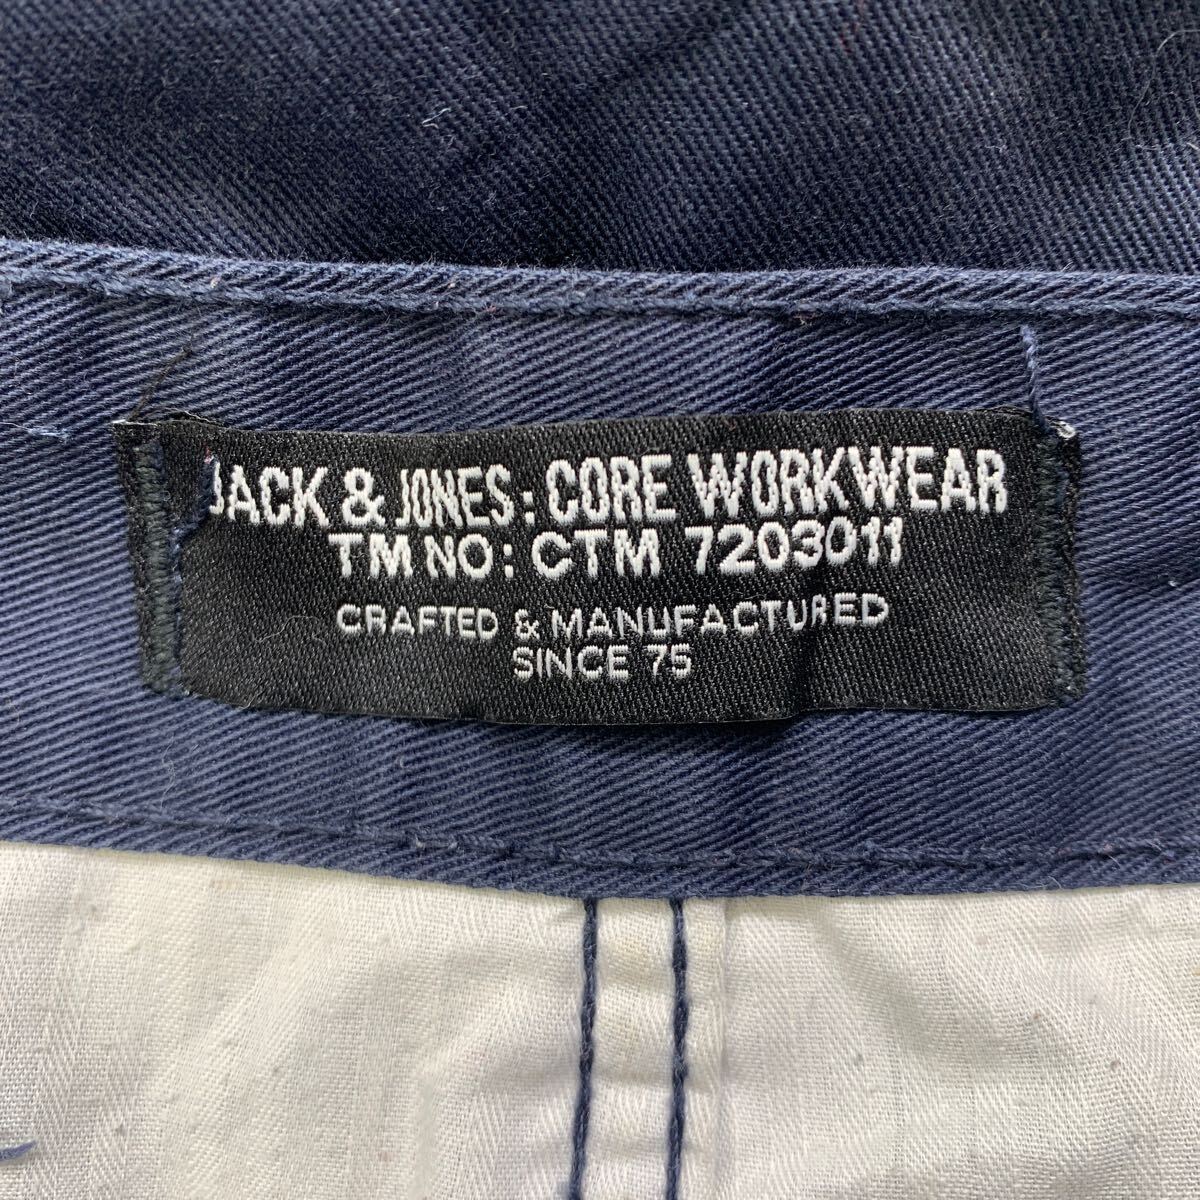 JACK & JONES: CORE WORKWEAR
TM NO: CTM 7203011
CRAFTED & MANUFACTURED
SINCE 75